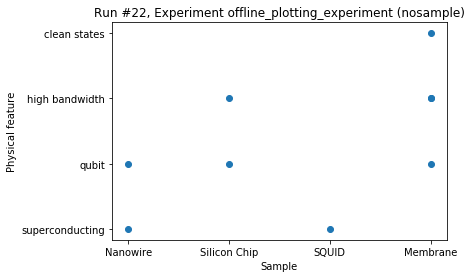 Run #22, Experiment offline_plotting_experiment (nosample)
clean states
high bandwidth
qubit
superconducting
Physical feature
Nanowire Silicon Chip SQUID Membrane
Sample